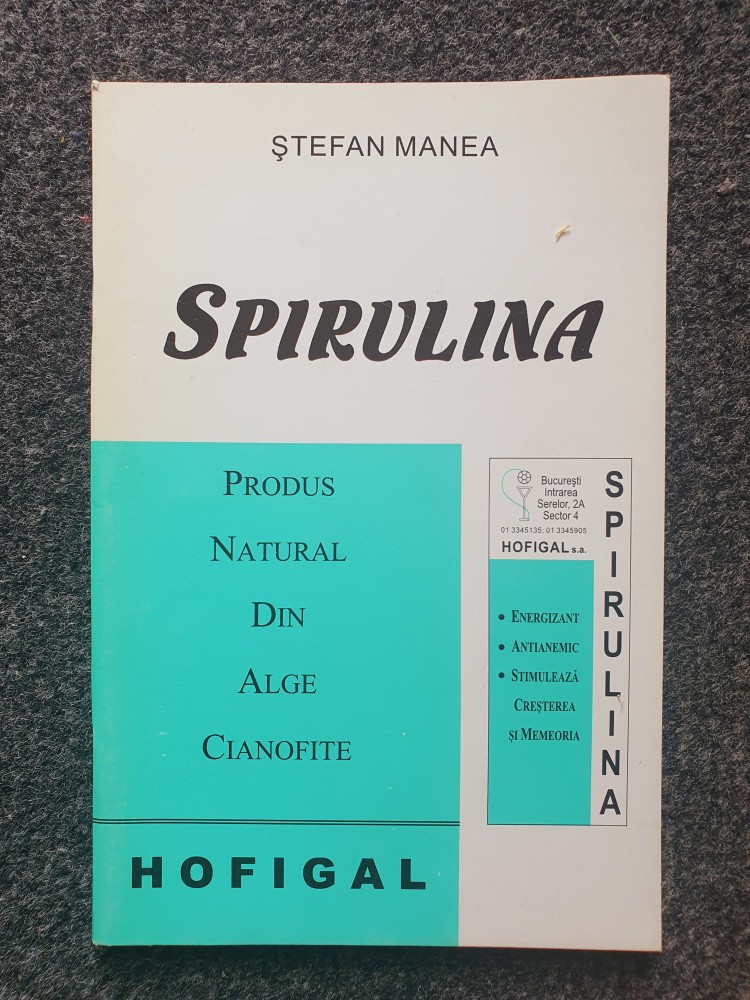 ŞTEFAN MANEA
SPIRULINA
PRODUS
NATURAL
DIN
ALGE
CIANOFITE
HOFIGAL
Bucureşti
Intrarea
Serelor, 2A
Sector 4
01 3345135; 01 3345905
HOFIGAL s.a.
• ENERGIZANT
• ANTIANEMIC
• STIMULEAZĂ
CREŞTEREA
ŞI MEMEORIA
SPIRULINA